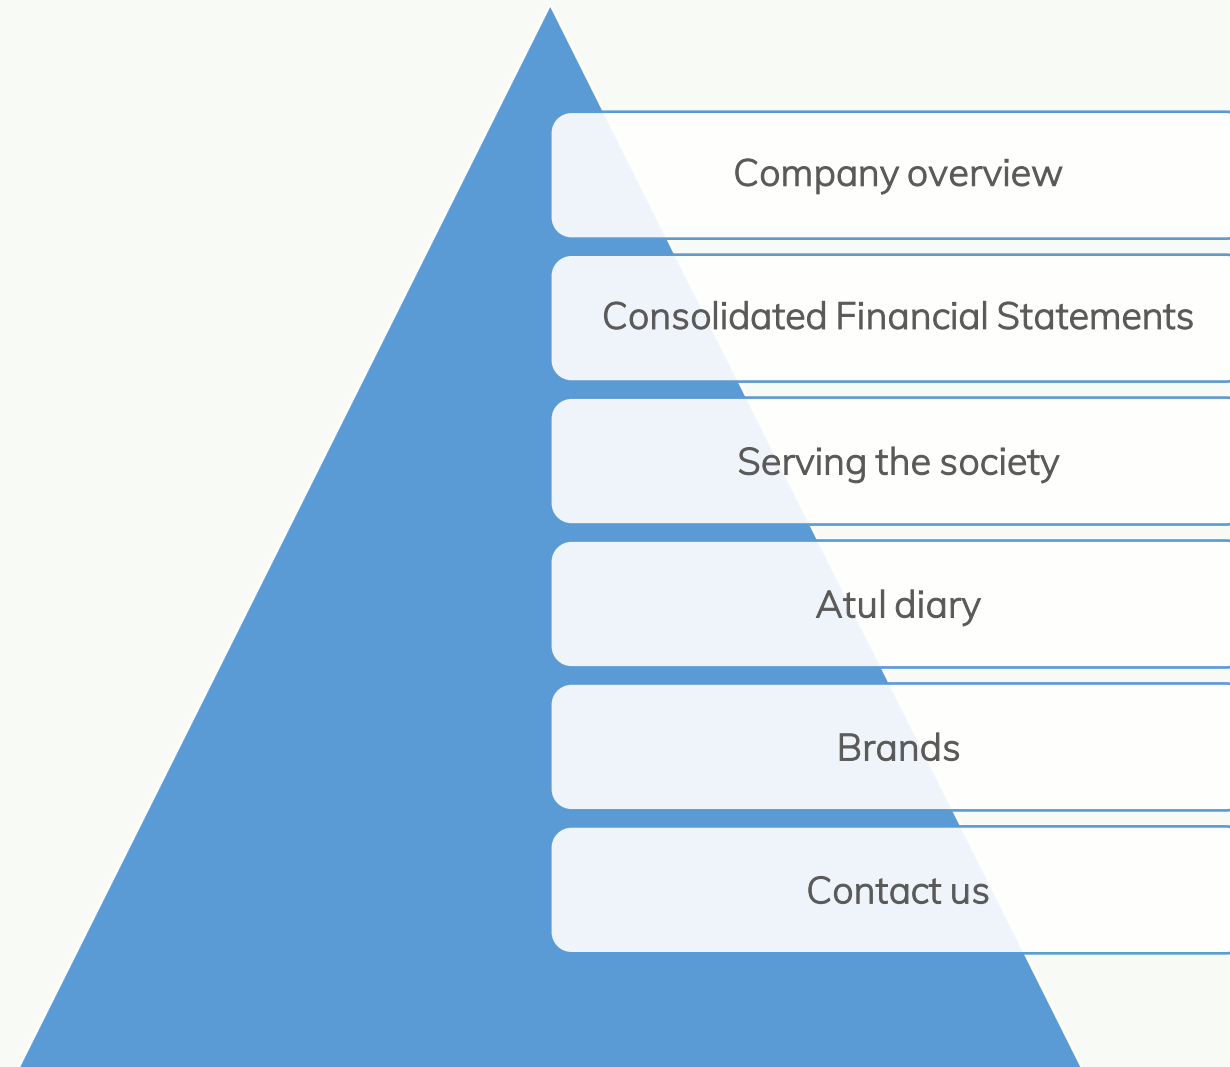 Company overview
Consolidated Financial Statements
Serving the society
Atul diary
Brands
Contact us